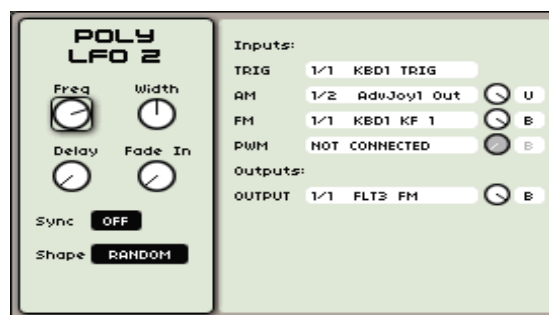 POLY
LFO 2
Freq Width
Delay Fade In
Sync OFF
Shape RANDOM
Inputs:
TRIG 1/1 KBD1 TRIG
AM 1/2 AdvJoy1 Out U
FM 1/1 KBD1 KF 1 B
PWM NOT CONNECTED B
Outputs:
OUTPUT 1/1 FLT3 FM B